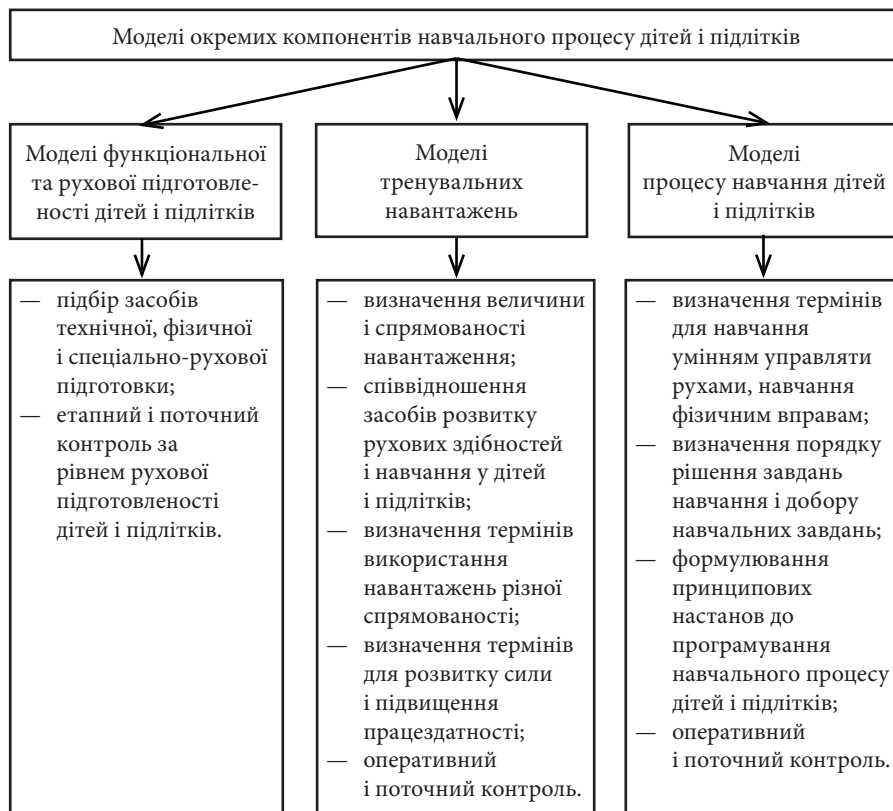 Моделі окремих компонентів навчального процесу дітей і підлітків
Моделі функціональної
та рухової підготовле-
ності дітей і підлітків
Моделі
тренувальних
навантажень
Моделі
процесу навчання дітей
і підлітків
— підбір засобів
технічної, фізичної
і спеціально-рухової
підготовки;
— етапний і поточний
контроль за
рівнем рухової
підготовленості
дітей і підлітків.
— визначення величини
і спрямованості
навантаження;
— співвідношення
засобів розвитку
рухових здібностей
і навчання у дітей
і підлітків;
— визначення термінів
використання
навантажень різної
спрямованості;
— визначення термінів
для розвитку сили
і підвищення
працездатності;
— оперативний
і поточний контроль.
— визначення термінів
для навчання
умінням управляти
рухами, навчання
фізичним вправам;
— визначення порядку
рішення завдань
навчання і добору
навчальних завдань;
— формулювання
принципових
настанов до
програмування
навчального процесу
дітей і підлітків;
— оперативний
і поточний контроль.